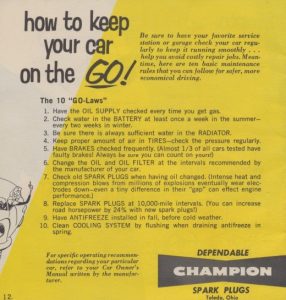 how to keep
your car
on the GO!
Be sure to have your favorite service
station or garage check your car regu-
larly to keep it running smoothly . . .
help you avoid costly repair jobs. Mean-
time, here are ten basic maintenance
rules that you can follow for safer, more
economical driving.
The 10 "GO-Laws"
1. Have the OIL SUPPLY checked every time you get gas.
2. Check water in the BATTERY at least once a week in the summer—
every two weeks in winter.
3. Be sure there is always sufficient water in the RADIATOR.
4. Keep proper amount of air in TIRES—check the pressure regularly.
5. Have BRAKES checked frequently. (Almost 1/3 of all cars tested have
faulty brakes! Always be sure you can count on yours!)
6. Change the OIL and OIL FILTER at the intervals recommended by
the manufacturer of your car.
7. Check old SPARK PLUGS when having oil changed. (Intense heat and
compression blows from millions of explosions eventually wear elec-
trodes down—even a tiny difference in their "gap" can effect engine
performance.)
8. Replace SPARK PLUGS at 10,000-mile intervals. (You can increase
road horsepower by 24% with new spark plugs!)
9. Have ANTIFREEZE installed in fall, before cold weather.
10. Clean COOLING SYSTEM by flushing when draining antifreeze in
spring.
For specific operating recommen-
dations regarding your particular
car, refer to your Car Owner's
Manual written by the manufac-
turer.
DEPENDABLE
CHAMPION
SPARK PLUGS
Toledo, Ohio
12